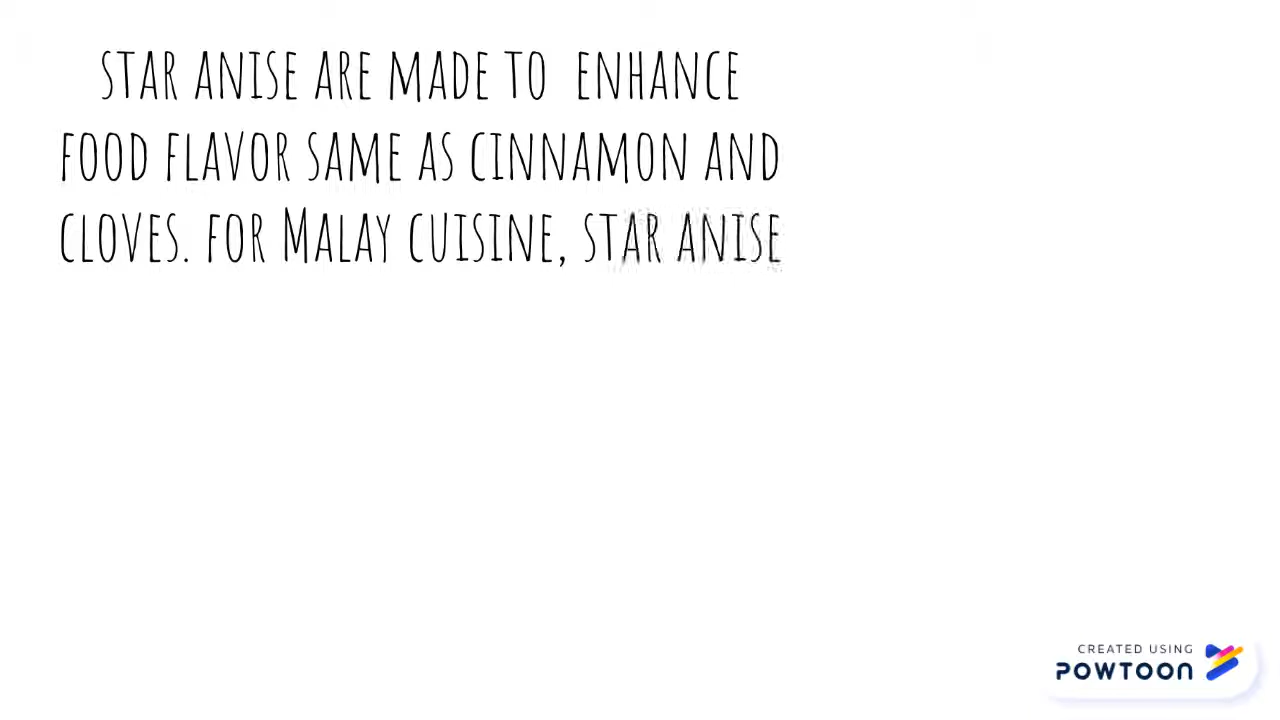 STAR ANISE ARE MADE TO ENHANCE
FOOD FLAVOR SAME AS CINNAMON AND
CLOVES. FOR MALAY CUISINE, STAR ANISE
CREATED USING
POWTOON